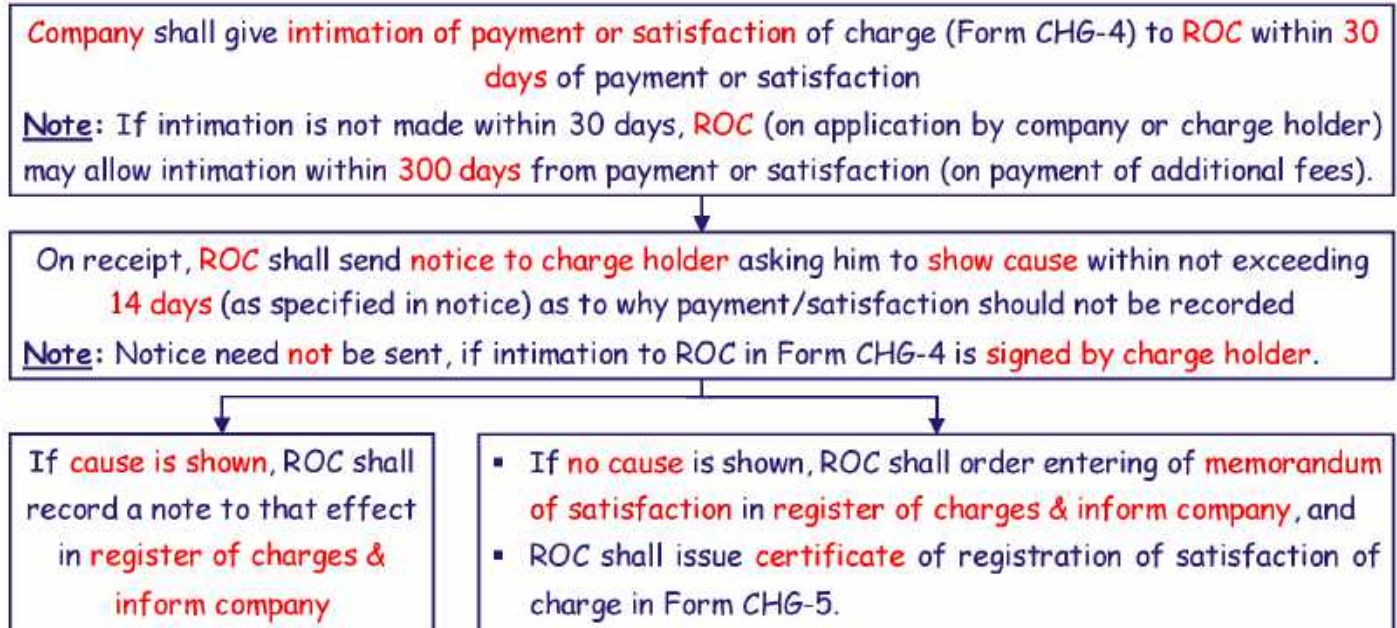 Company shall give intimation of payment or satisfaction of charge (Form CHG-4) to ROC within 30
days of payment or satisfaction
Note: If intimation is not made within 30 days, ROC (on application by company or charge holder)
may allow intimation within 300 days from payment or satisfaction (on payment of additional fees).
On receipt, ROC shall send notice to charge holder asking him to show cause within not exceeding
14 days (as specified in notice) as to why payment/satisfaction should not be recorded
Note: Notice need not be sent, if intimation to ROC in Form CHG-4 is signed by charge holder.
If cause is shown, ROC shall
record a note to that effect
in register of charges &
inform company
▪ If no cause is shown, ROC shall order entering of memorandum
of satisfaction in register of charges & inform company, and
▪ ROC shall issue certificate of registration of satisfaction of
charge in Form CHG-5.